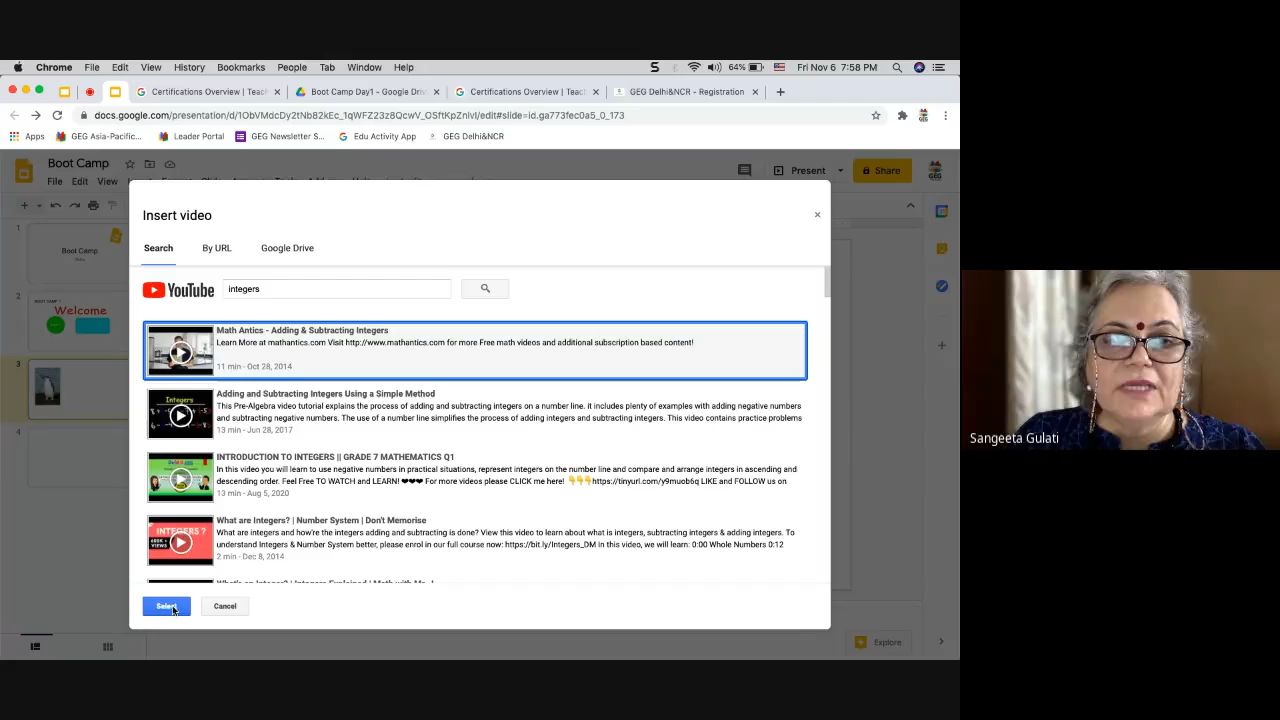 Chrome File Edit View History Bookmarks People Tab Window Help
S 64% Fri Nov 6 7:58 PM
Certifications Overview | Teac
Boot Camp Day1 - Google Driv
Certifications Overview | Teac
GEG Delhi&NCR - Registration
docs.google.com/presentation/d/1ObVMdcDy2tNb82kEc_1qWFZ23z8QcwV_OSftKpZnIvI/edit#slide=id.ga773fec0a5_0_173
Apps GEG Asia-Pacific... Leader Portal GEG Newsletter S... Edu Activity App GEG Delhi&NCR
Boot Camp
File Edit View
Present
Share
Insert video
Search By URL Google Drive
YouTube integers
Math Antics - Adding & Subtracting Integers
Learn More at mathantics.com Visit http://www.mathantics.com for more Free math videos and additional subscription based content!
11 min - Oct 28, 2014
Adding and Subtracting Integers Using a Simple Method
This Pre-Algebra video tutorial explains the process of adding and subtracting integers on a number line. it includes plenty of examples with adding negative numbers
and subtracting negative numbers. The use of a number line simplifies the process of adding integers and subtracting integers. This video contains practice problems
13 min - Jun 28, 2017
INTRODUCTION TO INTEGERS || GRADE 7 MATHEMATICS Q1
In this video you will learn to use negative numbers in practical situations, represent integers on the number line and compare and arrange integers in ascending and
descending order. Feel Free TO WATCH and LEARN! ❤❤❤ For more videos please CLICK me here! 👇👇👇https://tinyurl.com/y9muob6q LIKE and FOLLOW us on
13 min - Aug 5, 2020
What are Integers? | Number System | Don't Memorise
What are integers and how're the integers adding and subtracting is done? View this video to learn about what is integers, subtracting integers & adding integers. To
understand Integers & Number System better, please enrol in our full course now: https://bit.ly/Integers_DM In this video, we will learn: 0:00 Whole Numbers 0:12
2 min - Dec 8, 2014
Select Cancel
1
Boot Camp
2
Welcome
3
4
Integers
INTEGERS ?
Explore
Sangeeta Gulati